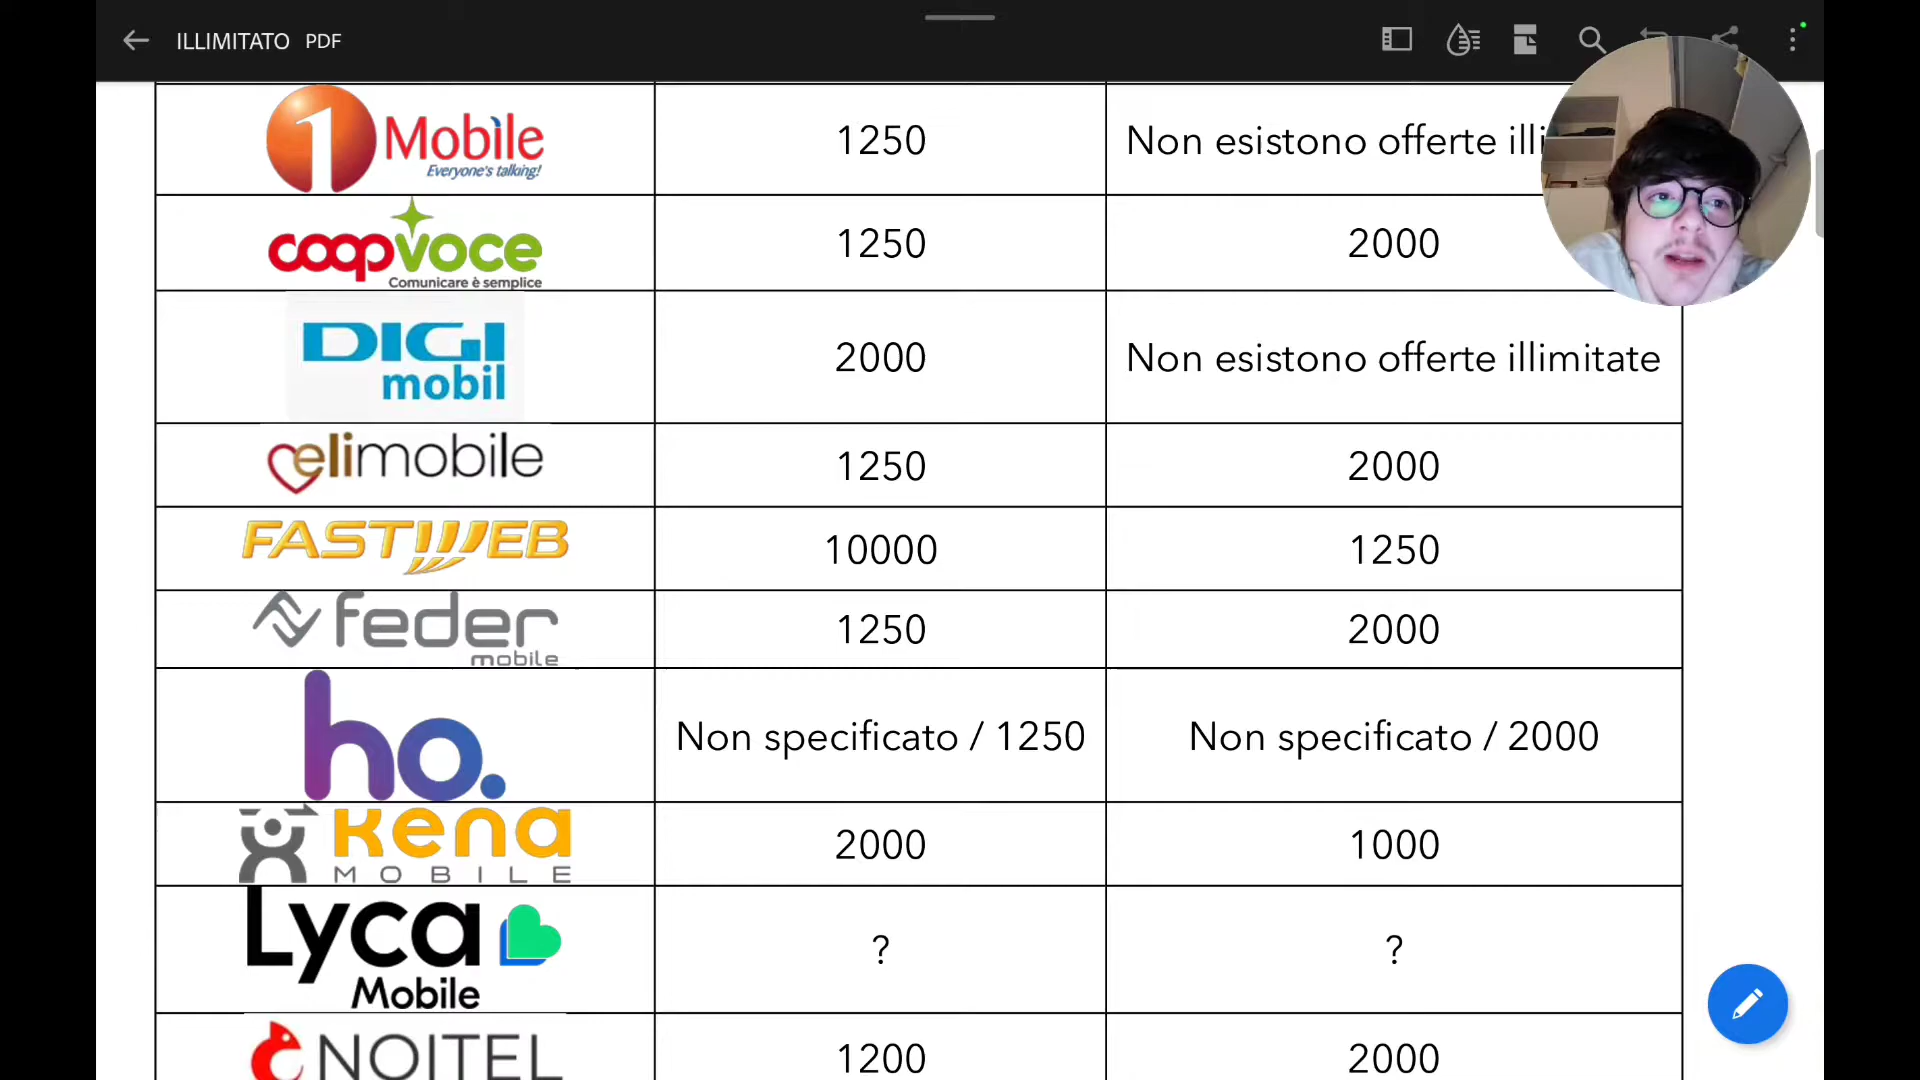 ILLIMITATO PDF
1 Mobile 1250 Non esistono offerte illi
Everyone's talking!
coopvoce 1250 2000
Comunicare è semplice
DIGI mobil 2000 Non esistono offerte illimitate
elimobile 1250 2000
FASTWEB 10000 1250
feder mobile 1250 2000
ho. Non specificato / 1250 Non specificato / 2000
Kena MOBILE 2000 1000
Lyca Mobile ? ?
NOITEL 1200 2000